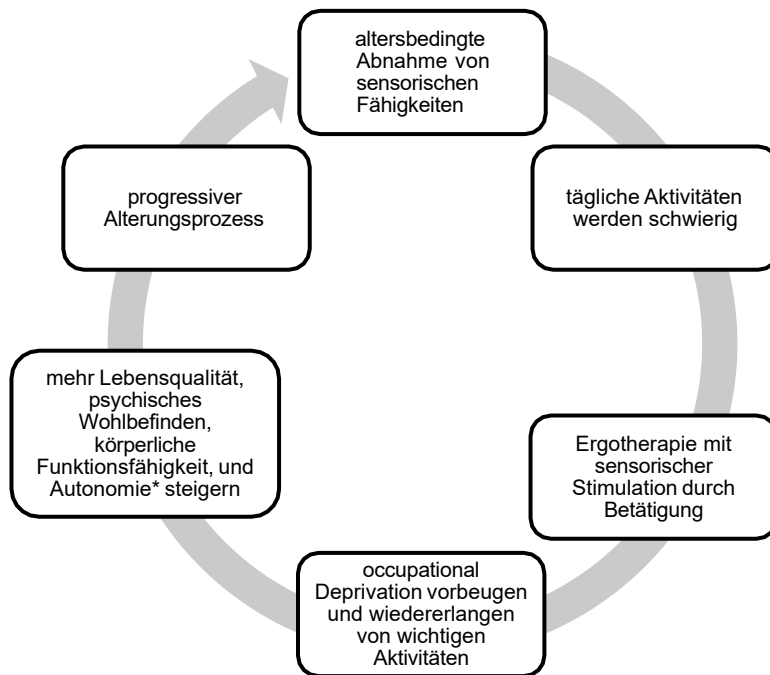 altersbedingte
Abnahme von
sensorischen
Fähigkeiten
tägliche Aktivitäten
werden schwierig
Ergotherapie mit
sensorischer
Stimulation durch
Betätigung
occupational
Deprivation vorbeugen
und wiedererlangen
von wichtigen
Aktivitäten
mehr Lebensqualität,
psychisches
Wohlbefinden,
körperliche
Funktionsfähigkeit, und
Autonomie* steigern
progressiver
Alterungsprozess